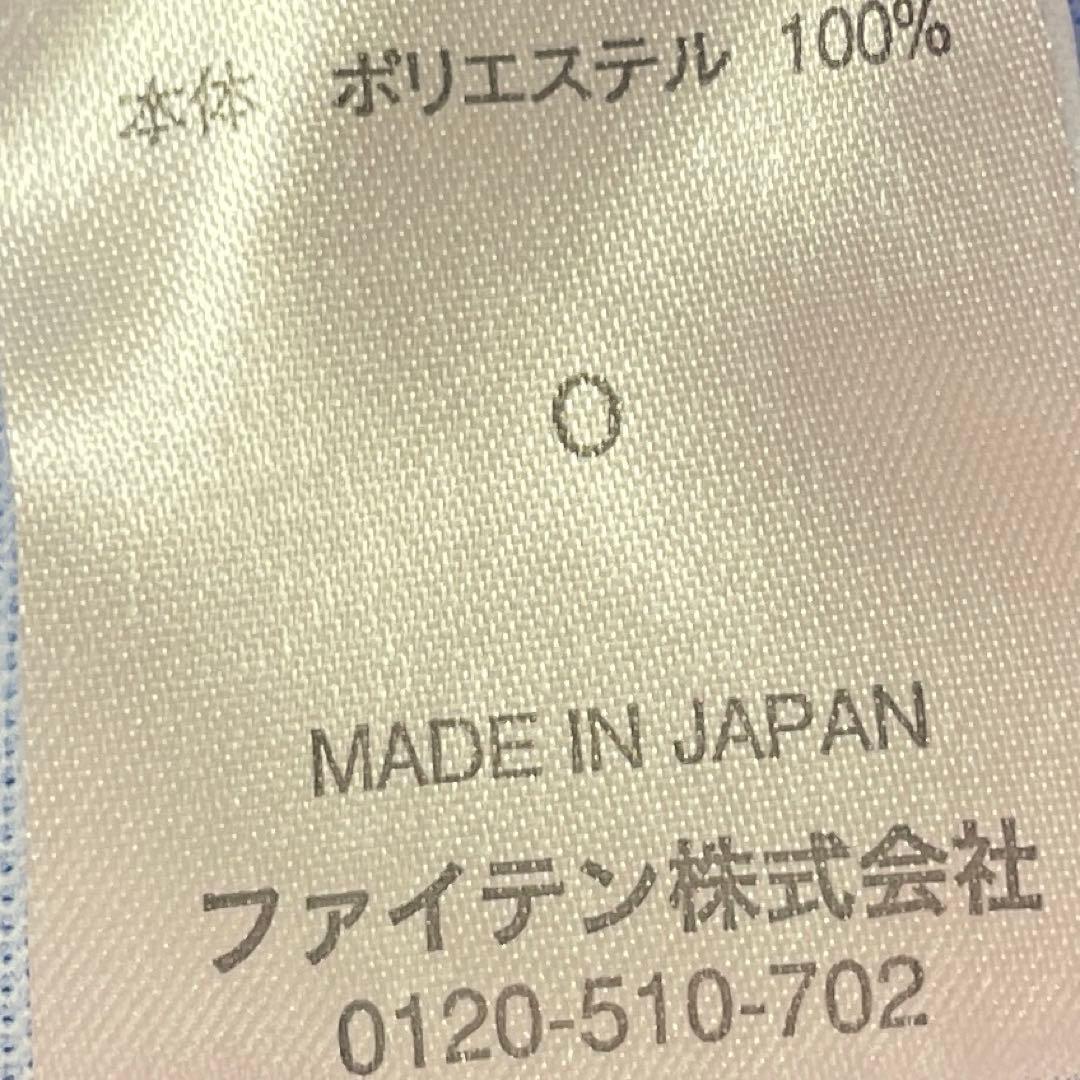 本体 ポリエステル 100%
O
MADE IN JAPAN
ファイテン株式会社
0120-510-702